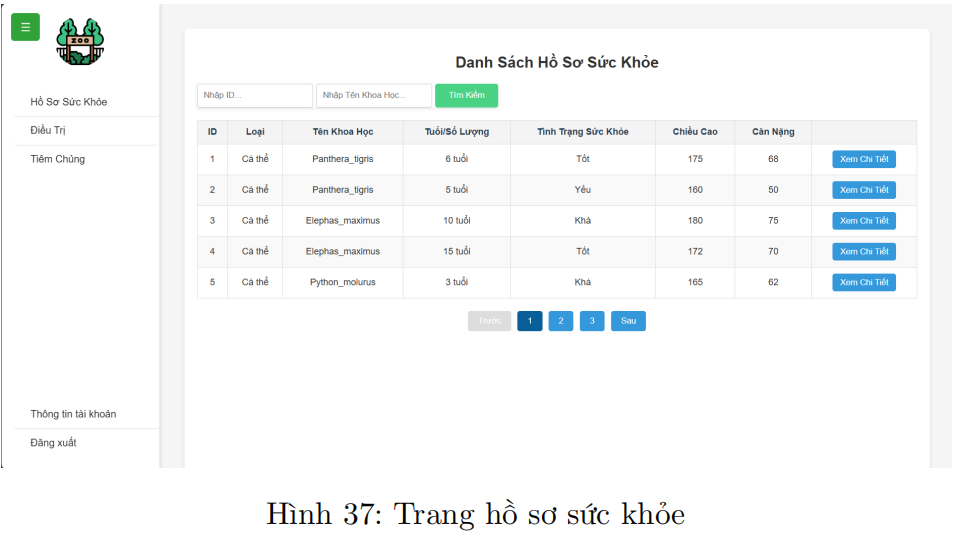 ☰
ZOO
Hồ Sơ Sức Khỏe
Điều Trị
Tiêm Chủng
Thông tin tài khoản
Đăng xuất
Danh Sách Hồ Sơ Sức Khỏe
Nhập ID... Nhập Tên Khoa Học... Tìm Kiếm
ID Loại Tên Khoa Học Tuổi/Số Lượng Tình Trạng Sức Khỏe Chiều Cao Cân Nặng
1 Cá thể Panthera_tigris 6 tuổi Tốt 175 68 Xem Chi Tiết
2 Cá thể Panthera_tigris 5 tuổi Yếu 160 50 Xem Chi Tiết
3 Cá thể Elephas_maximus 10 tuổi Khá 180 75 Xem Chi Tiết
4 Cá thể Elephas_maximus 15 tuổi Tốt 172 70 Xem Chi Tiết
5 Cá thể Python_molurus 3 tuổi Khá 165 62 Xem Chi Tiết
Trước 1 2 3 Sau
Hình 37: Trang hồ sơ sức khỏe